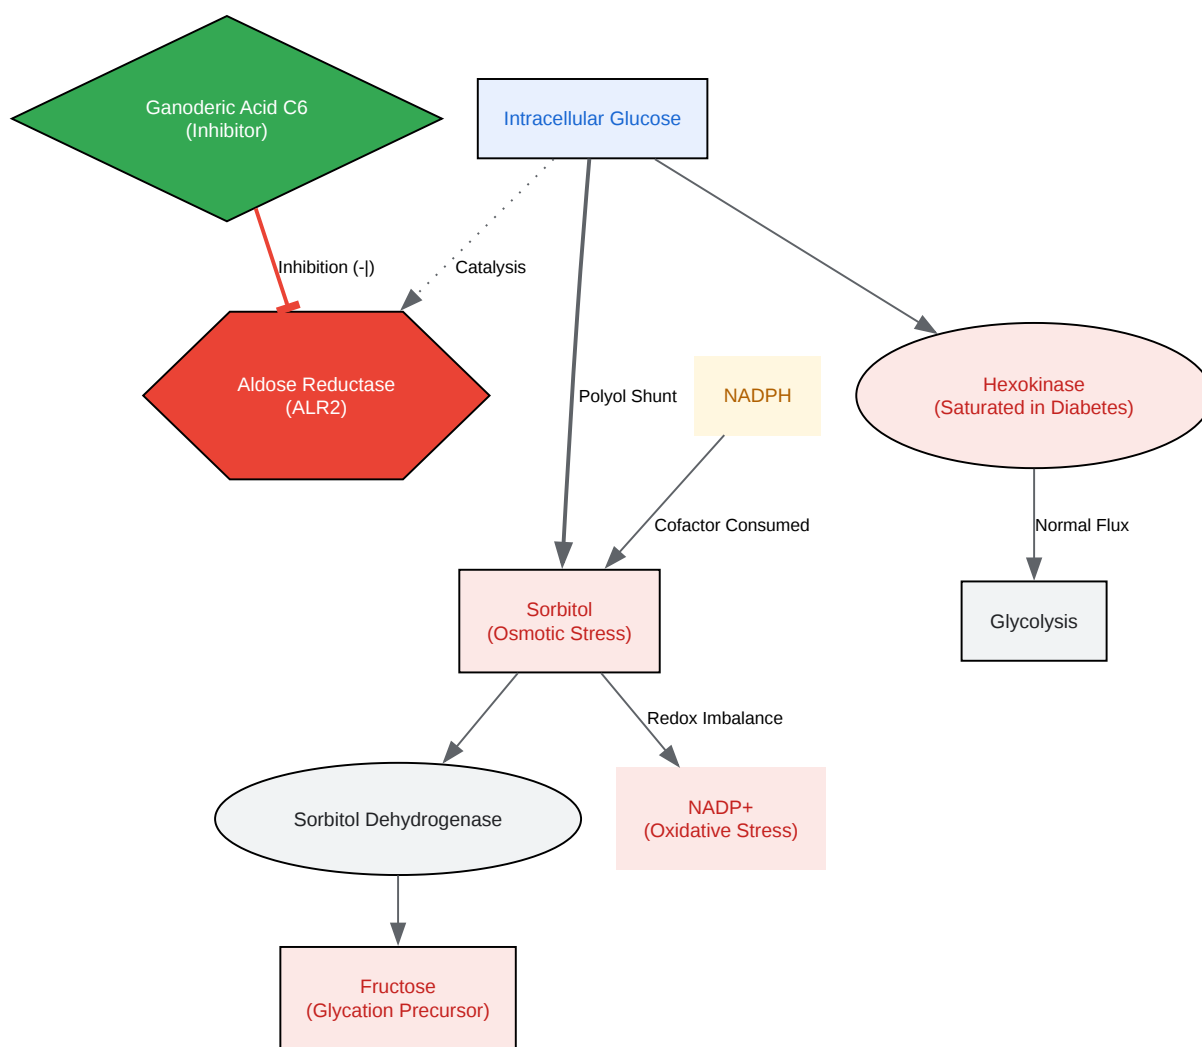 Ganoderic Acid C6
(Inhibitor)
Intracellular Glucose
Inhibition (-|)
Catalysis
Aldose Reductase
(ALR2)
Polyol Shunt
NADPH
Hexokinase
(Saturated in Diabetes)
Cofactor Consumed
Normal Flux
Sorbitol
(Osmotic Stress)
Glycolysis
Redox Imbalance
Sorbitol Dehydrogenase
NADP+
(Oxidative Stress)
Fructose
(Glycation Precursor)